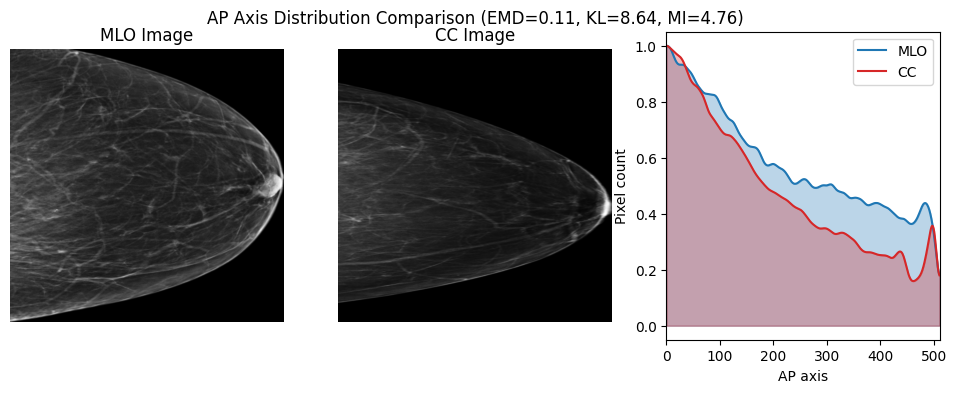 AP Axis Distribution Comparison (EMD=0.11, KL=8.64, MI=4.76)
MLO Image
CC Image
MLO
CC
Pixel count
1.0
0.8
0.6
0.4
0.2
0.0
0 100 200 300 400 500
AP axis